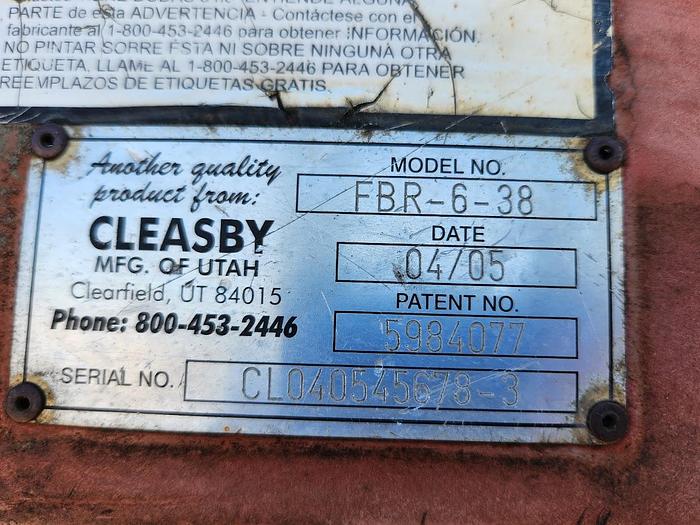 ENTIENDE ALGUNA
PARTE de esta ADVERTENCIA - Contáctese con el
fabricante al 1-800-453-2446 para obtener INFORMACIÓN.
NO PINTAR SOBRE ÉSTA NI SOBRE NINGUNA OTRA
ETIQUETA. LLAME AL 1-800-453-2446 PARA OBTENER
REEMPLAZOS DE ETIQUETAS GRATIS.
Another quality
product from:
CLEASBY
MFG. OF UTAH
Clearfield, UT 84015
Phone: 800-453-2446
MODEL NO.
FBR-6-38
DATE
04/05
PATENT NO.
5984077
SERIAL NO. CL040545678-3